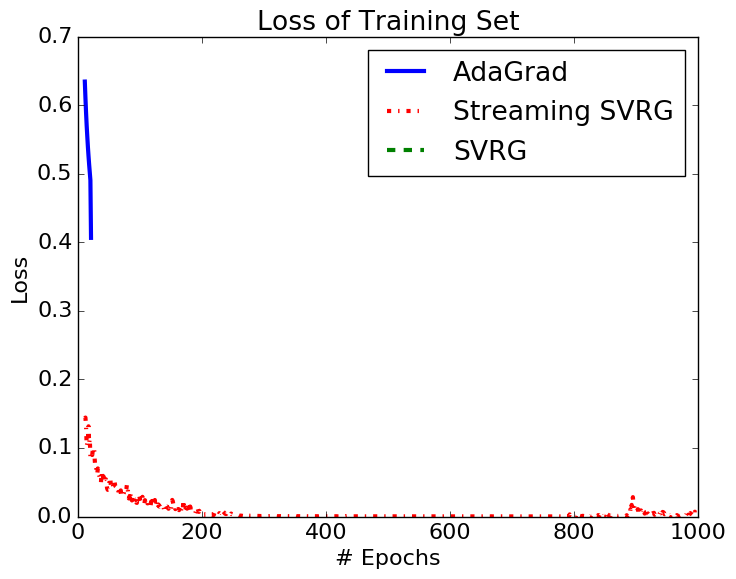 Loss of Training Set
0.7
0.6
0.5
0.4
0.3
0.2
0.1
0.0
Loss
AdaGrad
Streaming SVRG
SVRG
0 200 400 600 800 1000
# Epochs